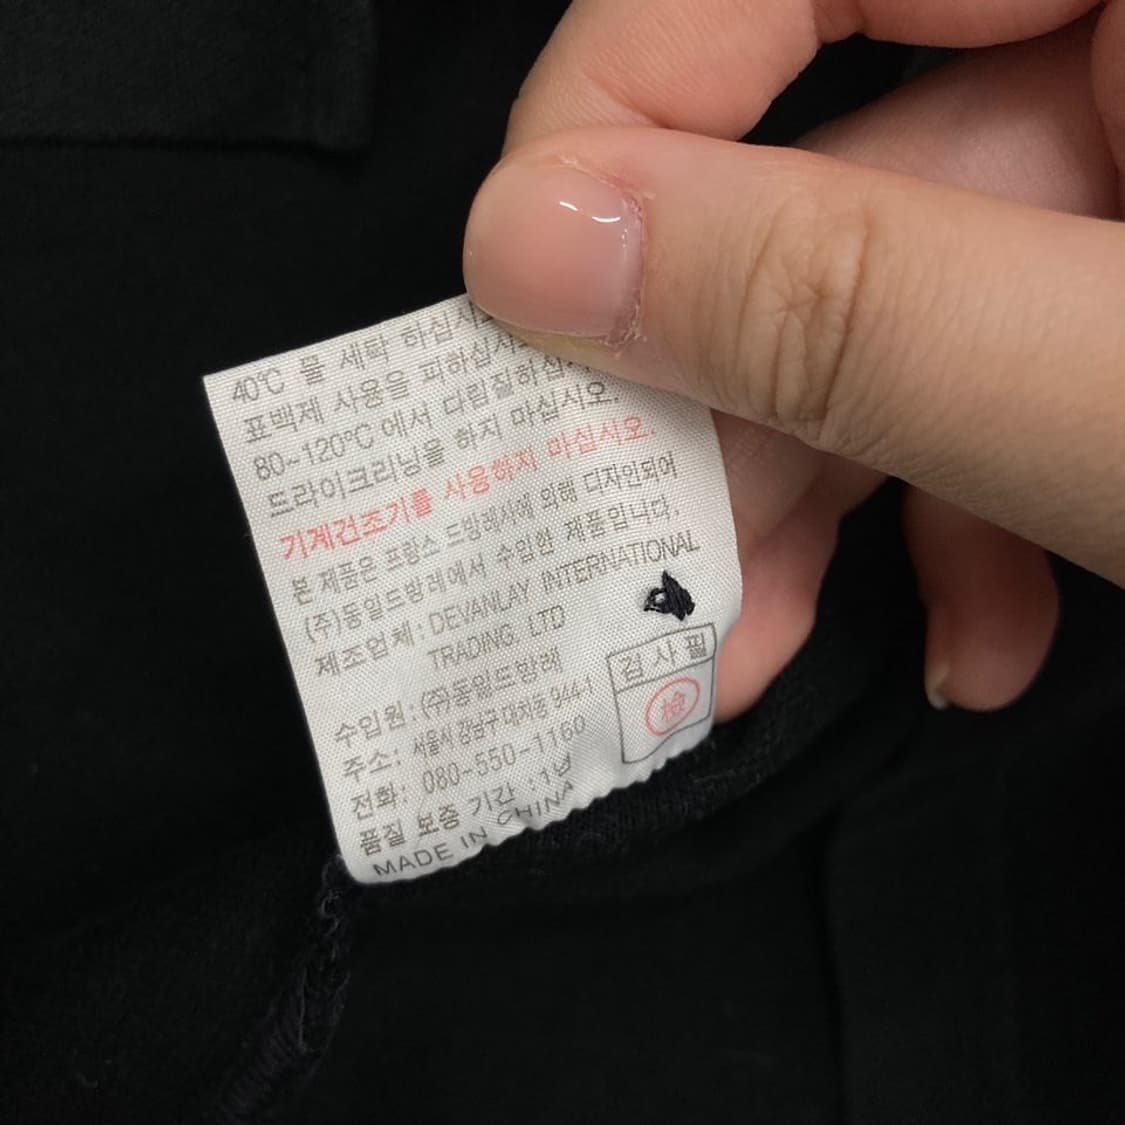 40℃ 물 세탁 하십시오
표백제 사용을 피하십시
80~120℃ 에서 다림질하십시
드라이크리닝을 하지 마십시오.
기계건조기를 사용하지 마십시오.
본 제품은 프랑스 드방레사에 의해 디자인되어
(주)동일드방레에서 수입한 제품입니다.
제조업체: DEVANLAY INTERNATIONAL
TRADING. LTD
수입원: (주)동일드방레
주소: 서울시 강남구 대치동 944-1
전화: 080-550-1160
품질 보증 기간 :1년
MADE IN CHINA
검사필
檢